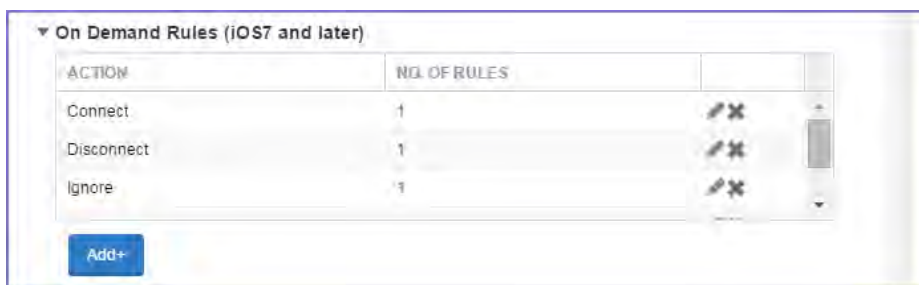 On Demand Rules (iOS7 and later)
ACTION NO. OF RULES
Connect 1
Disconnect 1
Ignore 1
Add+